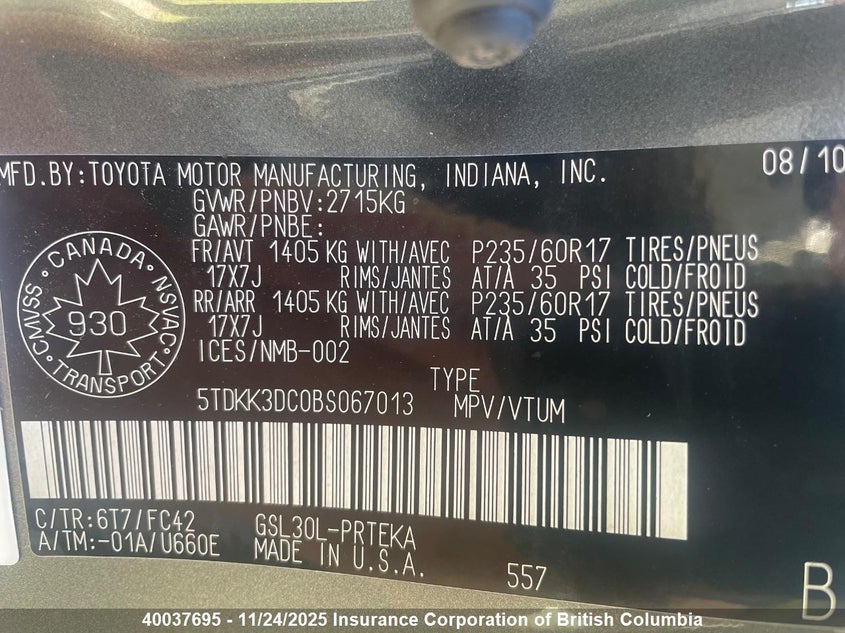 MFD.BY:TOYOTA MOTOR MANUFACTURING, INDIANA, INC. 08/10
GVWR/PNBV:2715KG
GAWR/PNBE:
FR/AVT 1405 KG WITH/AVEC P235/60R17 TIRES/PNEUS
17X7J RIMS/JANTES AT/À 35 PSI COLD/FROID
RR/ARR 1405 KG WITH/AVEC P235/60R17 TIRES/PNEUS
17X7J RIMS/JANTES AT/À 35 PSI COLD/FROID
ICES/NMB-002
CANADA
CMVSS NSVAC
930
TRANSPORT
TYPE
5TDKK3DC0BS067013 MPV/VTUM
C/TR:6T7/FC42 GSL30L-PRTEKA
A/TM:-01A/U660E MADE IN U.S.A. 557
B
40037695 - 11/24/2025 Insurance Corporation of British Columbia